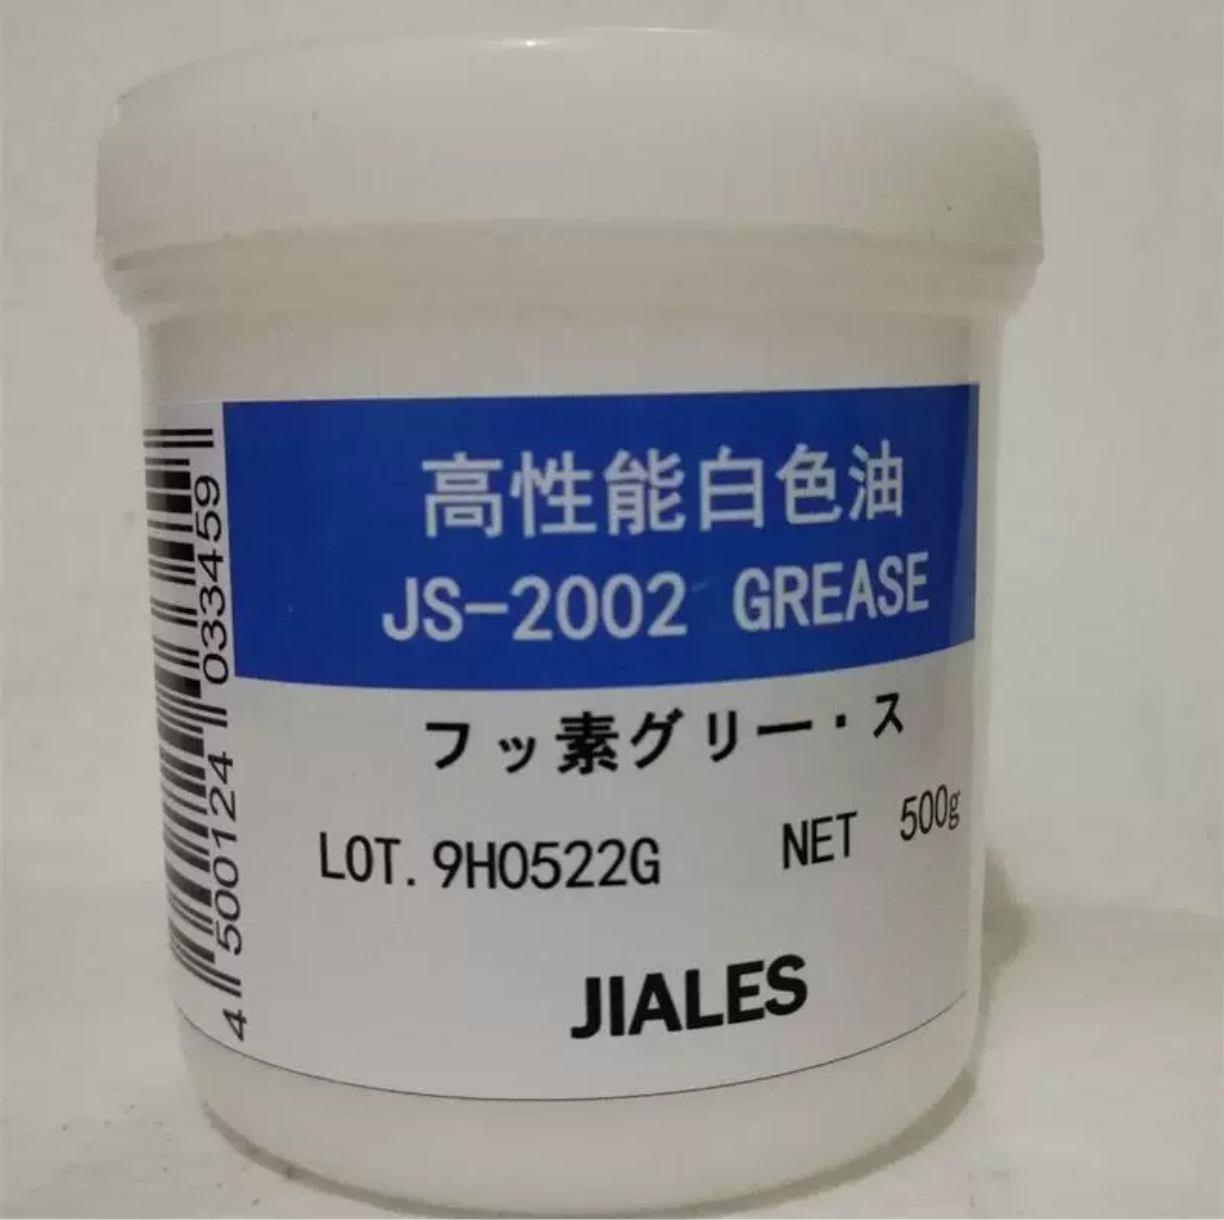 高性能白色油
JS-2002 GREASE
フッ素グリー・ス
LOT. 9H0522G NET 500g
JIALES
4 500124 033459